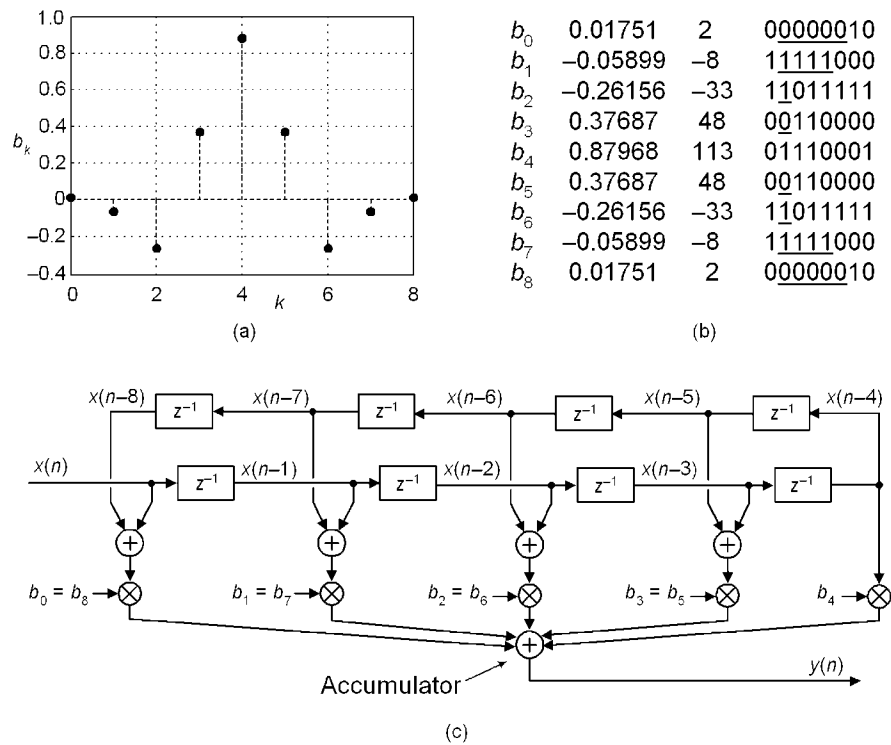 1.0
0.8
0.6
0.4
0.2
0
−0.2
−0.4
bk
0 2 4 6 8
k
(a)
b0 0.01751 2 00000010
b1 −0.05899 −8 11111000
b2 −0.26156 −33 11011111
b3 0.37687 48 00110000
b4 0.87968 113 01110001
b5 0.37687 48 00110000
b6 −0.26156 −33 11011111
b7 −0.05899 −8 11111000
b8 0.01751 2 00000010
(b)
x(n–8) z–1 x(n–7) z–1 x(n–6) z–1 x(n–5) z–1 x(n–4)
x(n) z–1 x(n–1) z–1 x(n–2) z–1 x(n–3) z–1
+ + + +
b0 = b8 b1 = b7 b2 = b6 b3 = b5 b4
+
Accumulator
y(n)
(c)